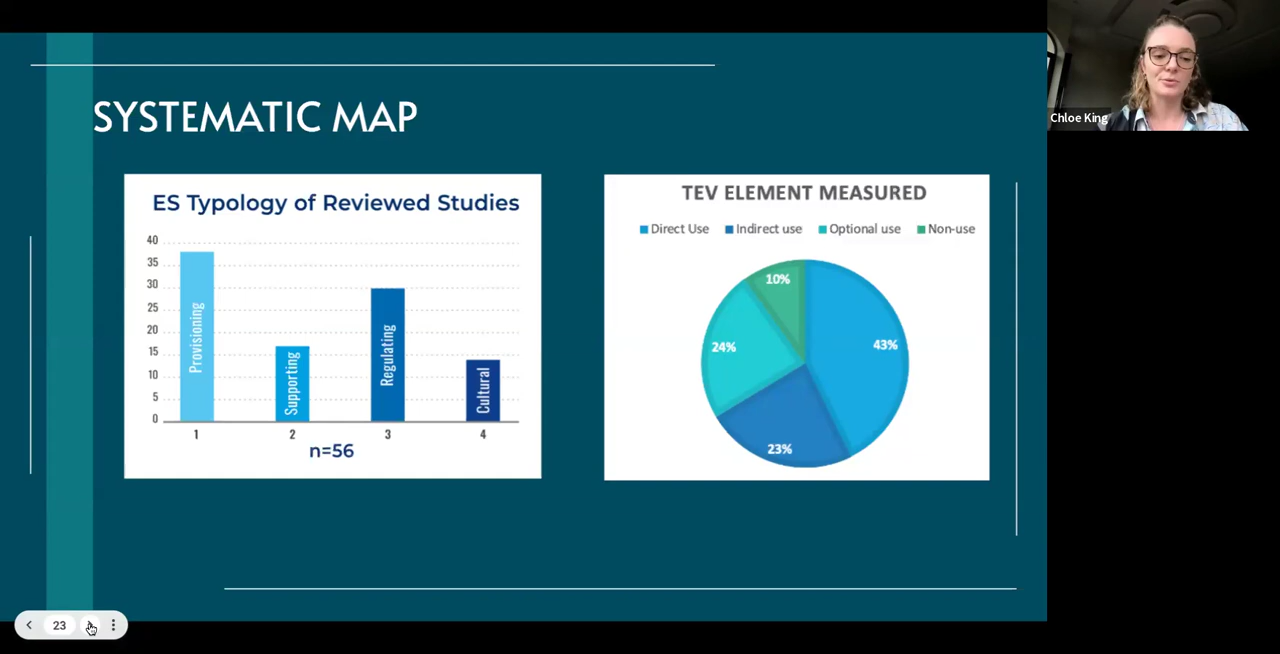 SYSTEMATIC MAP
ES Typology of Reviewed Studies
40
35
30
25
20
15
10
5
0
Provisioning
Supporting
Regulating
Cultural
1 2 3 4
n=56
TEV ELEMENT MEASURED
Direct Use Indirect use Optional use Non-use
10%
24%
43%
23%
Chloe King
23